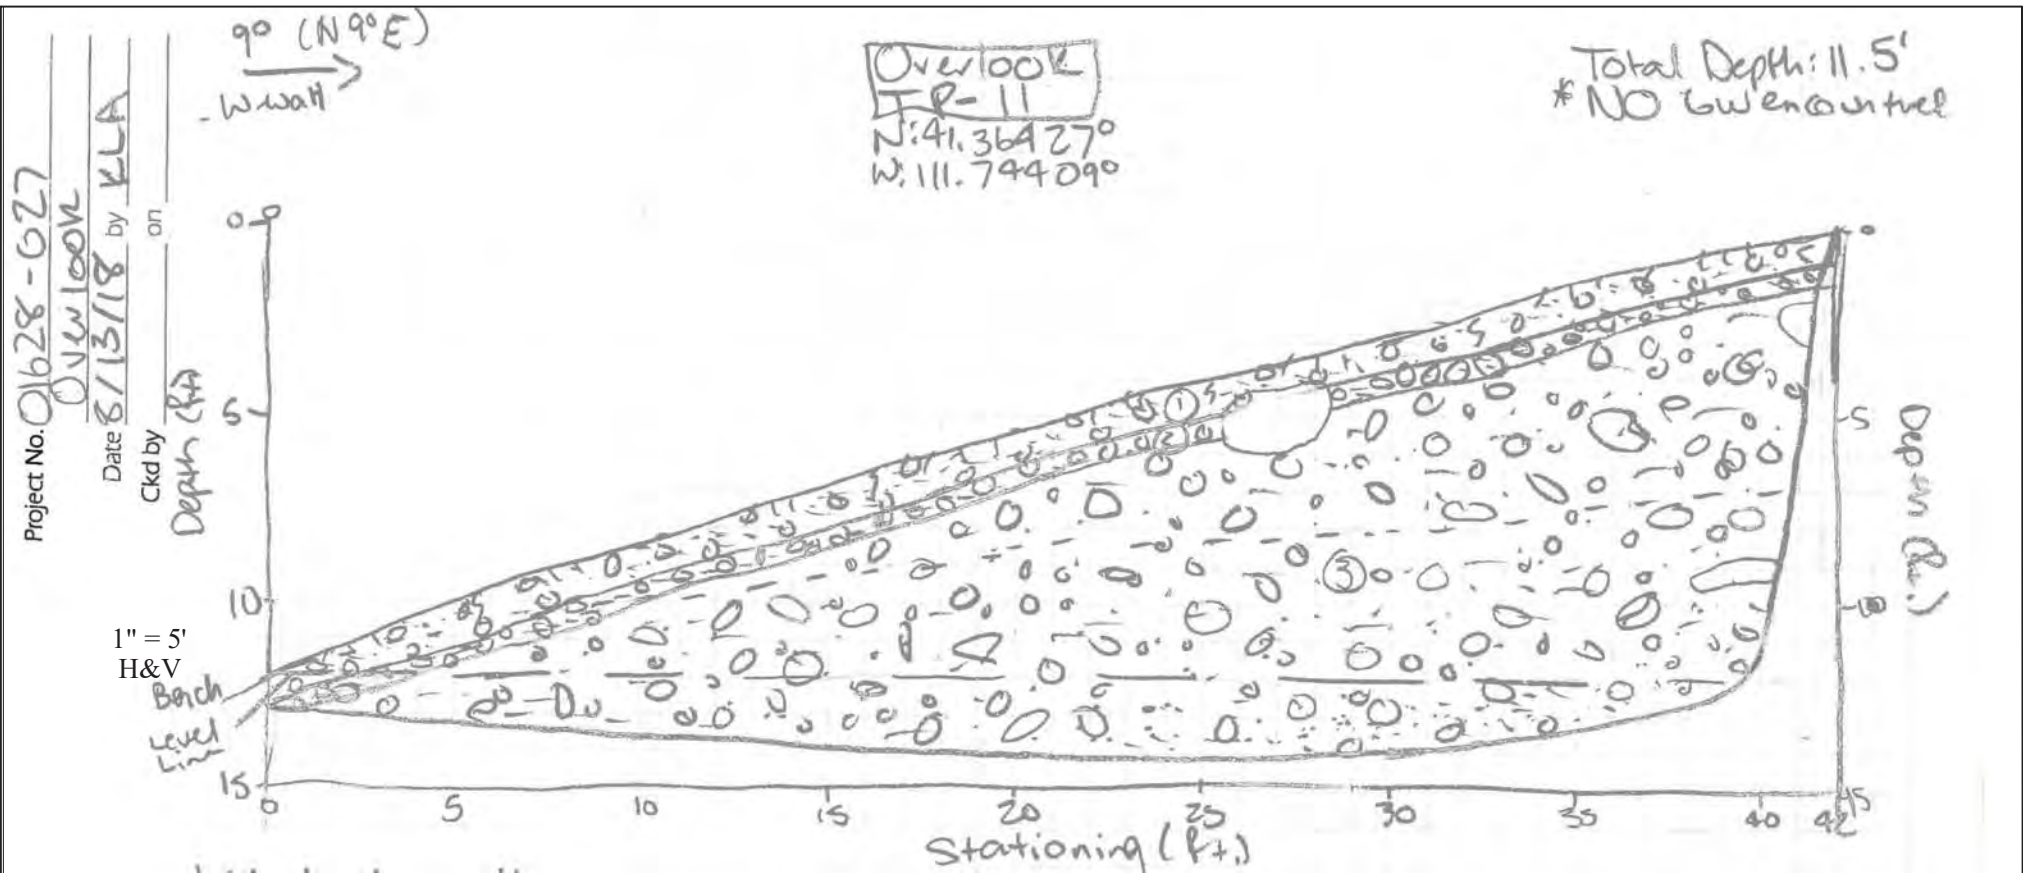 9° (N9°E)
- W wall
Overlook
TP-11
N: 41.36427°
W: 111.74409°
Total Depth: 11.5'
* NO GW encountred
Project No. 01628-027
Overlook
Date 8/13/18 by KLA
Ckd by on
Depth (ft)
0
5
10
15
1" = 5'
H&V
Bench
Level
Line
1
2
3
0
5
10
15
Depth (ft.)
0 5 10 15 20 25 30 35 40 42
Stationing (ft.)